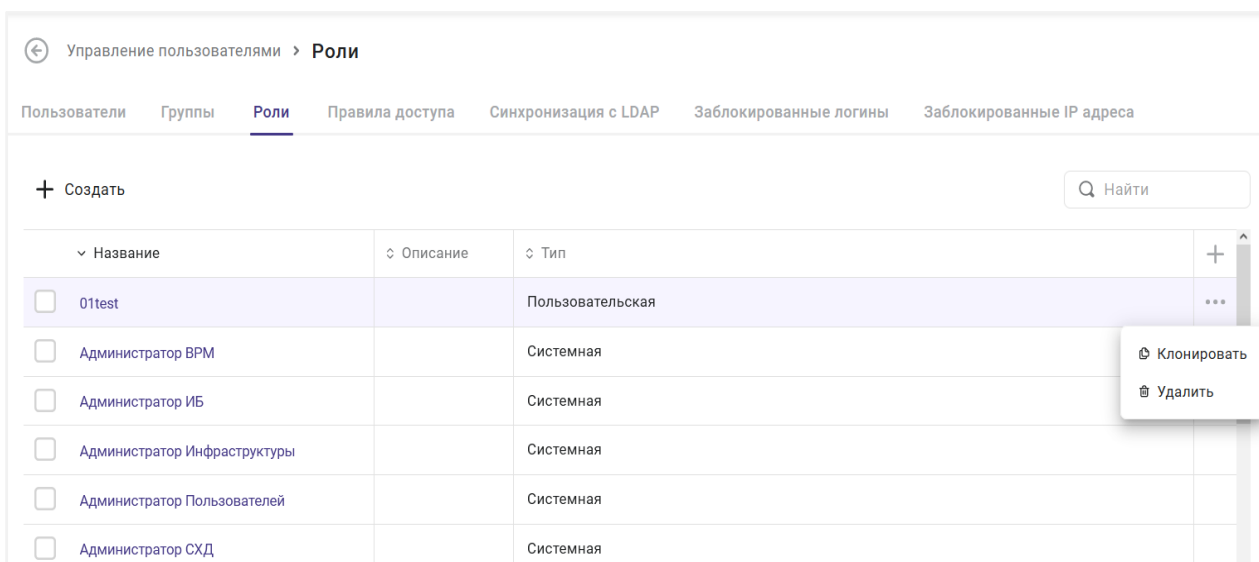 Управление пользователями > Роли
Пользователи Группы Роли Правила доступа Синхронизация с LDAP Заблокированные логины Заблокированные IP адреса
+ Создать Найти
Название Описание Тип +
01test Пользовательская
Клонировать
Администратор ВРМ Системная
Удалить
Администратор ИБ Системная
Администратор Инфраструктуры Системная
Администратор Пользователей Системная
Администратор СХД Системная